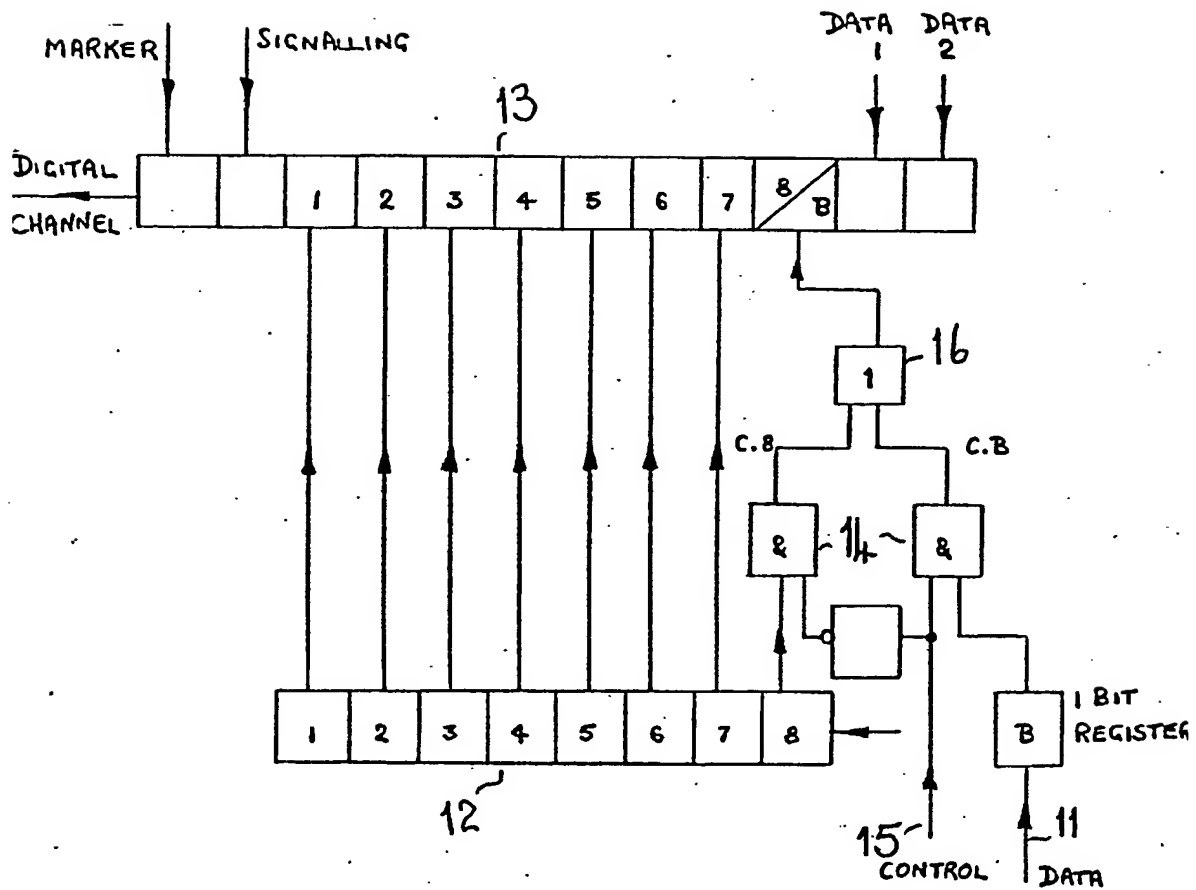 MARKER
SIGNALLING
DATA 1
DATA 2
13
DIGITAL CHANNEL
1 2 3 4 5 6 7 8/B
16
1
C.8
C.B
& 14 &
1 BIT REGISTER
B
1 2 3 4 5 6 7 8
12
15
CONTROL
11
DATA